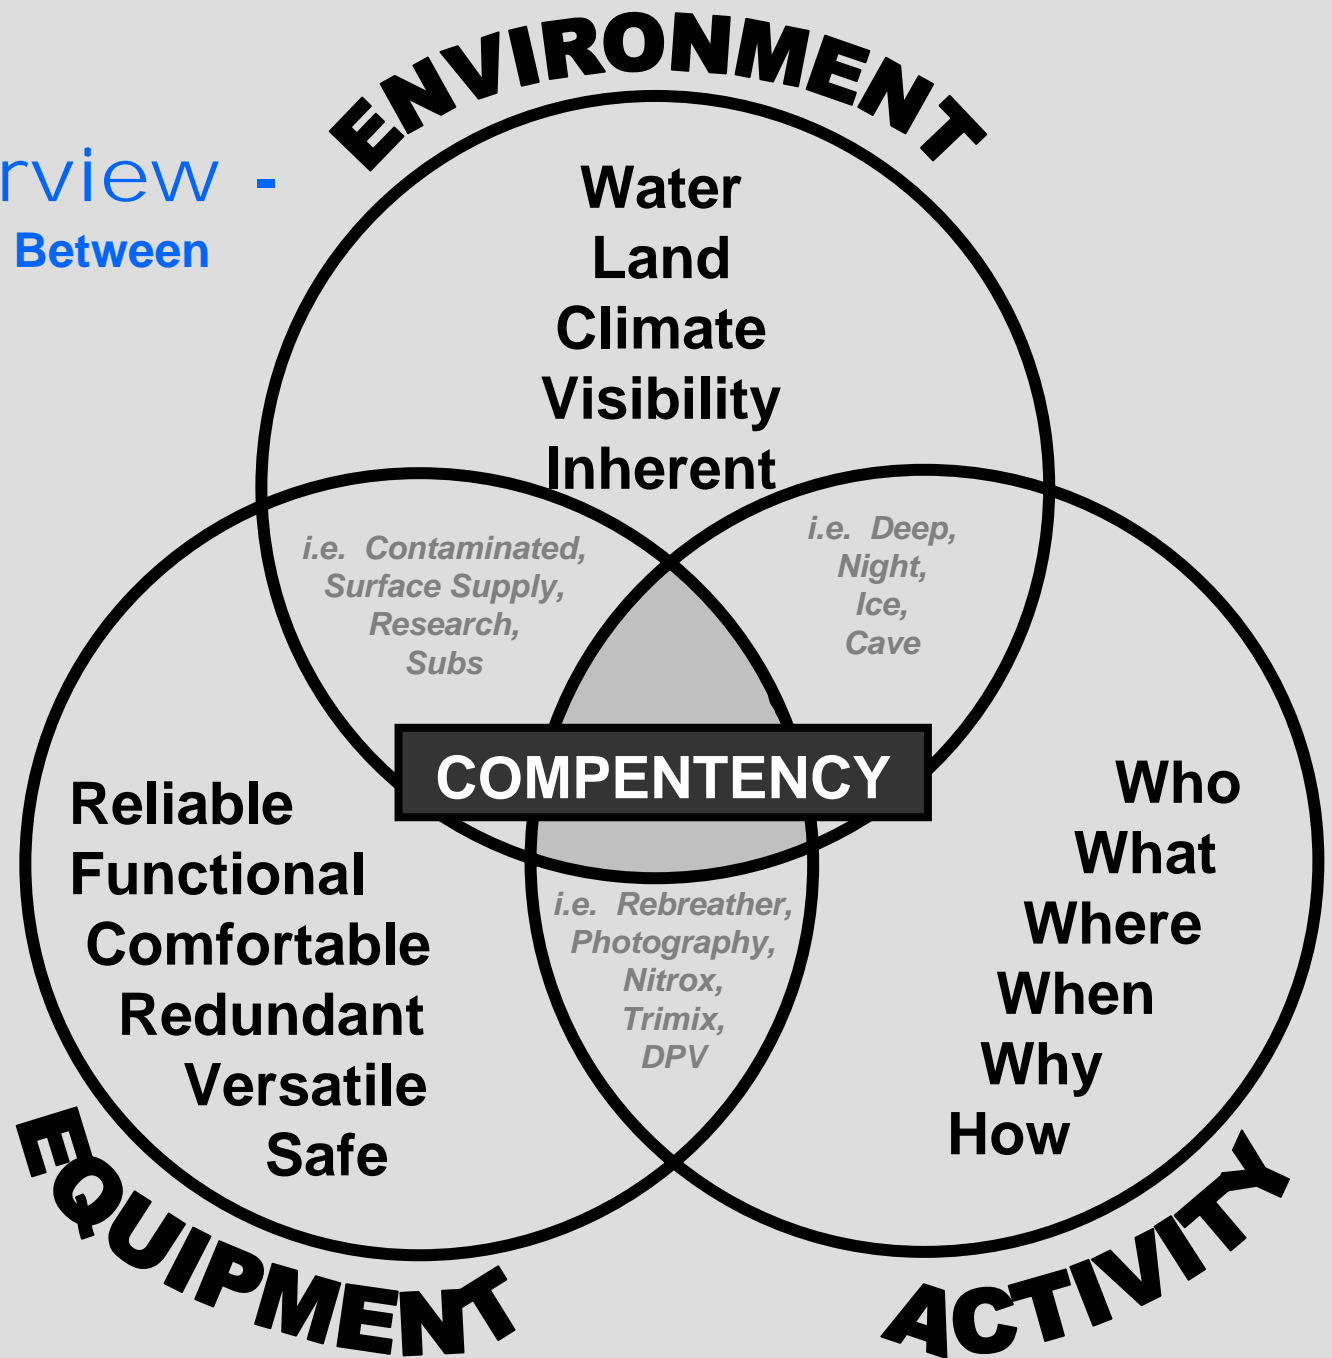 ENVIRONMENT
rview -
Between
Water
Land
Climate
Visibility
Inherent
i.e. Contaminated,
Surface Supply,
Research,
Subs
i.e. Deep,
Night,
Ice,
Cave
COMPENTENCY
Reliable
Functional
Comfortable
Redundant
Versatile
Safe
Who
What
Where
When
Why
How
i.e. Rebreather,
Photography,
Nitrox,
Trimix,
DPV
EQUIPMENT
ACTIVITY